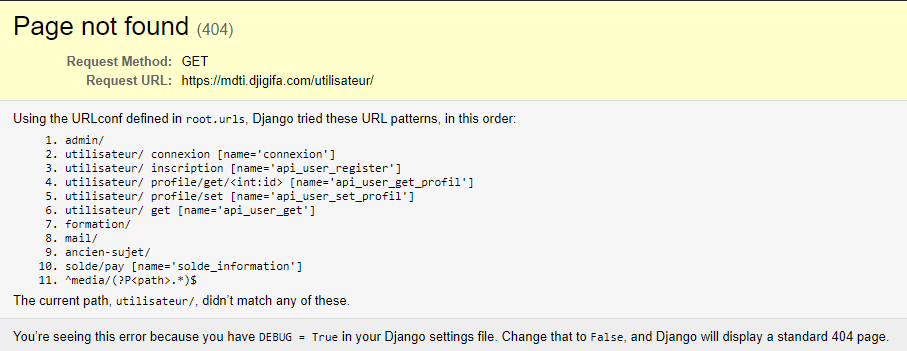 Page not found (404)
Request Method: GET
Request URL: https://mdti.djigifa.com/utilisateur/
Using the URLconf defined in root.urls, Django tried these URL patterns, in this order:
1. admin/
2. utilisateur/ connexion [name='connexion']
3. utilisateur/ inscription [name='api_user_register']
4. utilisateur/ profile/get/<int:id> [name='api_user_get_profil']
5. utilisateur/ profile/set [name='api_user_set_profil']
6. utilisateur/ get [name='api_user_get']
7. formation/
8. mail/
9. ancien-sujet/
10. solde/pay [name='solde_information']
11. ^media/(?P<path>.*)$
The current path, utilisateur/, didn’t match any of these.
You’re seeing this error because you have DEBUG = True in your Django settings file. Change that to False, and Django will display a standard 404 page.